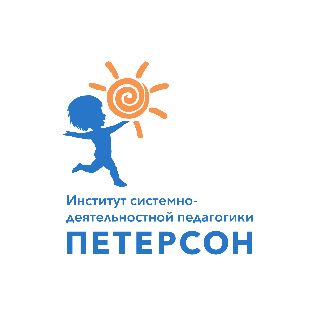 Институт системно-
деятельностной педагогики
ПЕТЕРСОН